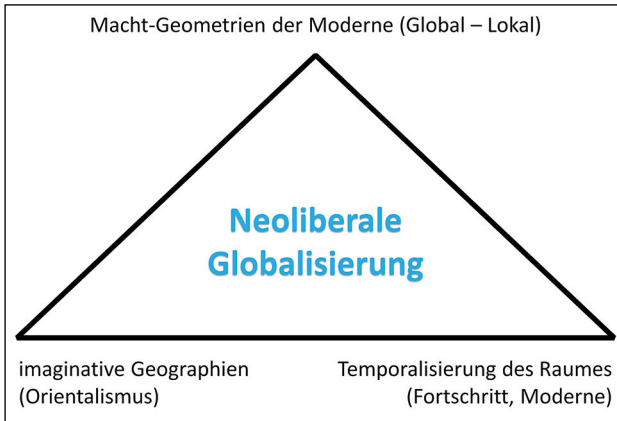 Macht-Geometrien der Moderne (Global – Lokal)
Neoliberale
Globalisierung
imaginative Geographien
(Orientalismus)
Temporalisierung des Raumes
(Fortschritt, Moderne)